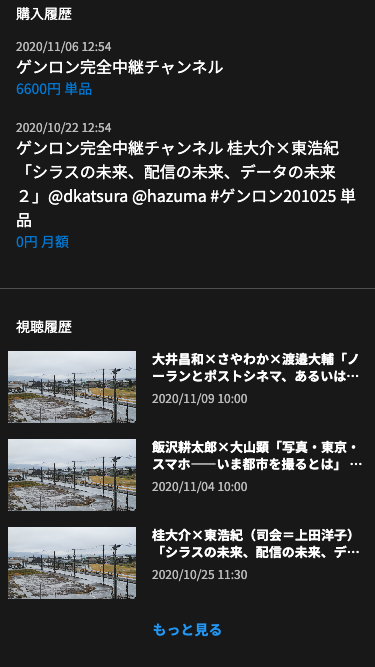 購入履歴
2020/11/06 12:54
ゲンロン完全中継チャンネル
6600円 単品
2020/10/22 12:54
ゲンロン完全中継チャンネル 桂大介×東浩紀
「シラスの未来、配信の未来、データの未来
２」@dkatsura @hazuma #ゲンロン201025 単
品
0円 月額
視聴履歴
大井昌和×さやわか×渡邉大輔「ノ
ーランとポストシネマ、あるいは…
2020/11/09 10:00
飯沢耕太郎×大山顕「写真・東京・
スマホ――いま都市を撮るとは」 …
2020/11/04 10:00
桂大介×東浩紀（司会＝上田洋子）
「シラスの未来、配信の未来、デ…
2020/10/25 11:30
もっと見る